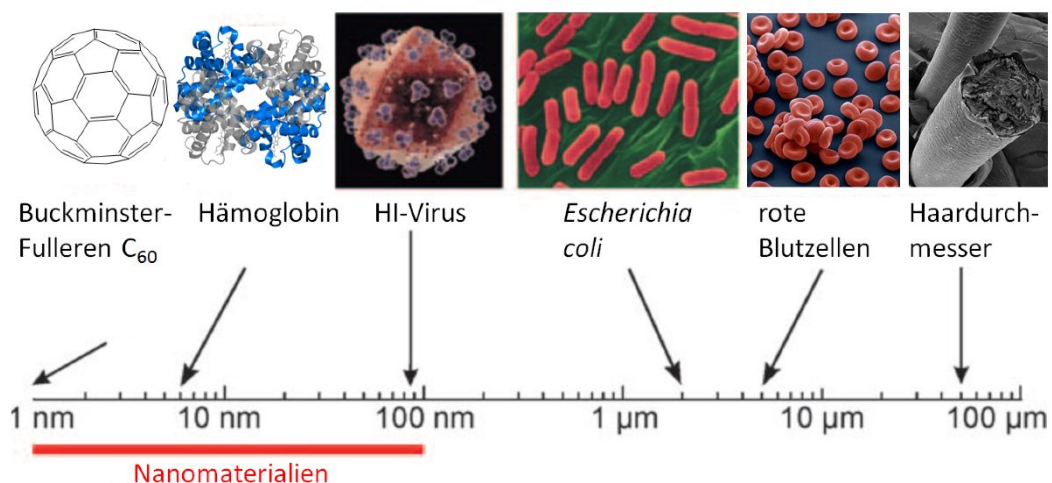 Buckminster-
Fulleren C₆₀
Hämoglobin
HI-Virus
Escherichia
coli
rote
Blutzellen
Haardurch-
messer
1 nm
10 nm
100 nm
1 µm
10 µm
100 µm
Nanomaterialien